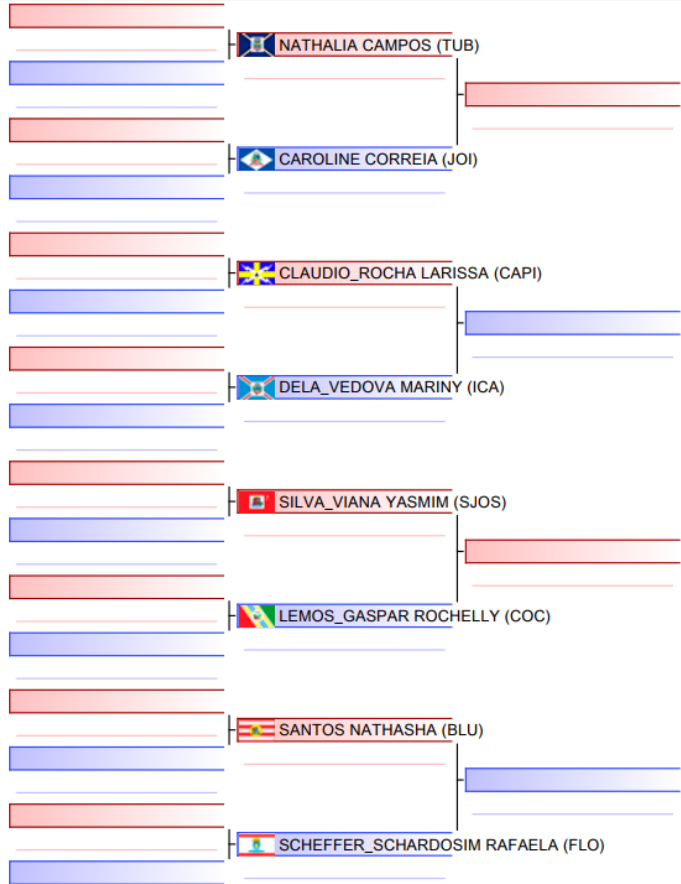 NATHALIA CAMPOS (TUB)
CAROLINE CORREIA (JOI)
CLAUDIO_ROCHA LARISSA (CAPI)
DELA_VEDOVA MARINY (ICA)
SILVA_VIANA YASMIM (SJOS)
LEMOS_GASPAR ROCHELLY (COC)
SANTOS NATHASHA (BLU)
SCHEFFER_SCHARDOSIM RAFAELA (FLO)